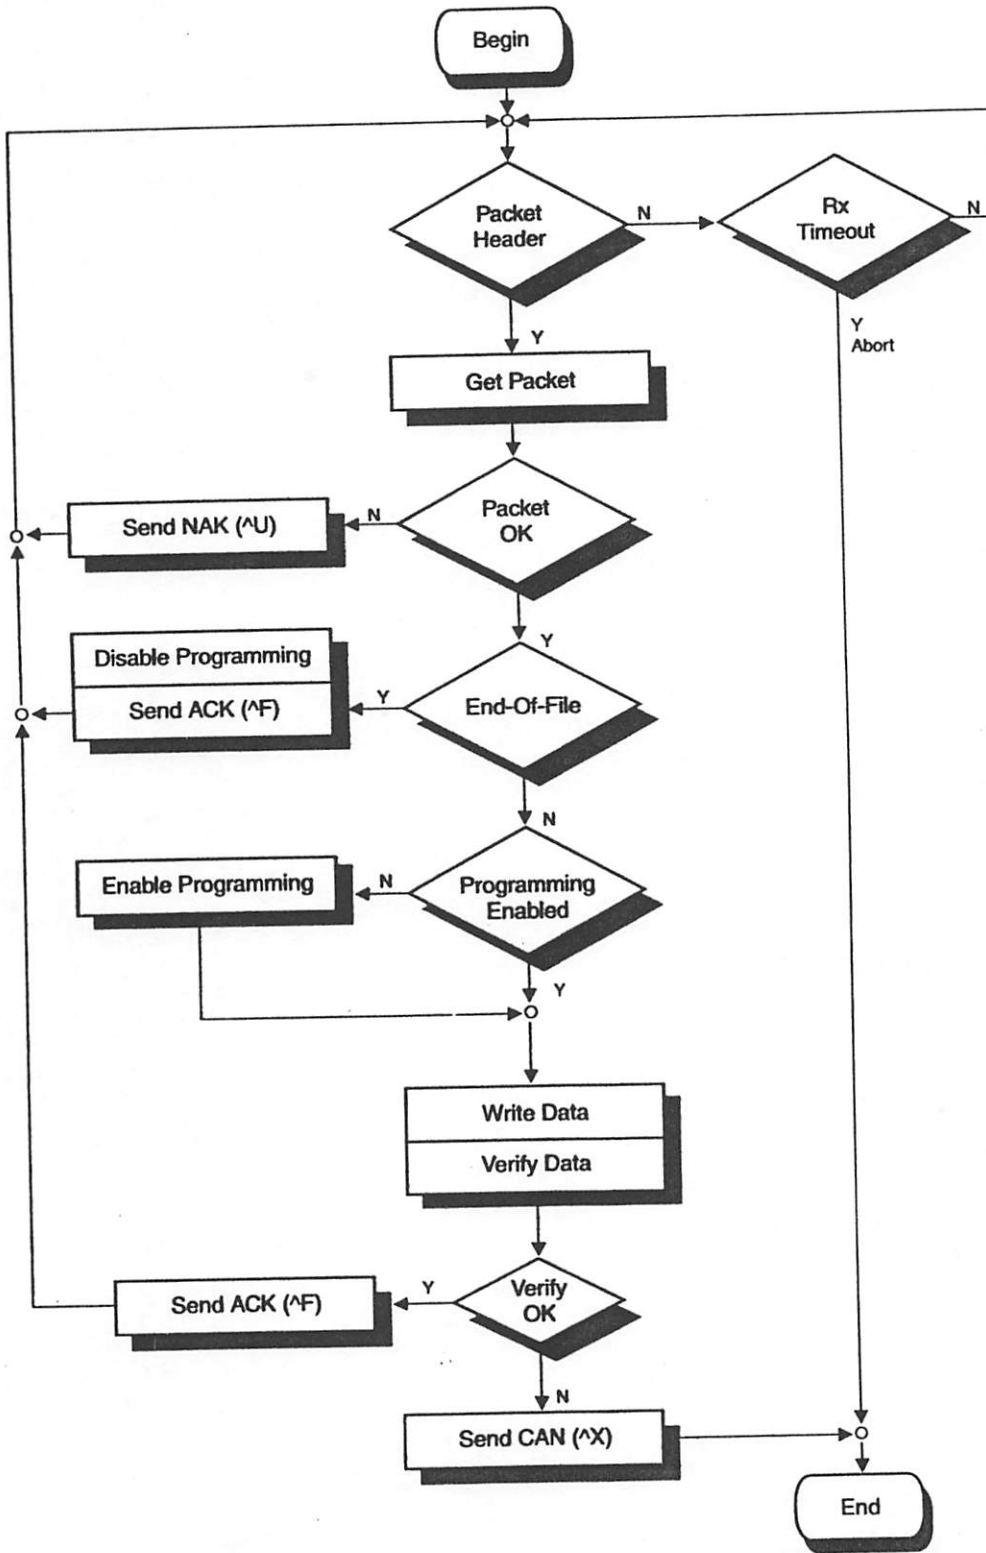 Begin
Packet
Header
N
Rx
Timeout
N
Y
Abort
Y
Get Packet
Packet
OK
N
Send NAK (^U)
Y
Disable Programming
Send ACK (^F)
Y
End-Of-File
N
Enable Programming
N
Programming
Enabled
Y
Write Data
Verify Data
Send ACK (^F)
Y
Verify
OK
N
Send CAN (^X)
End